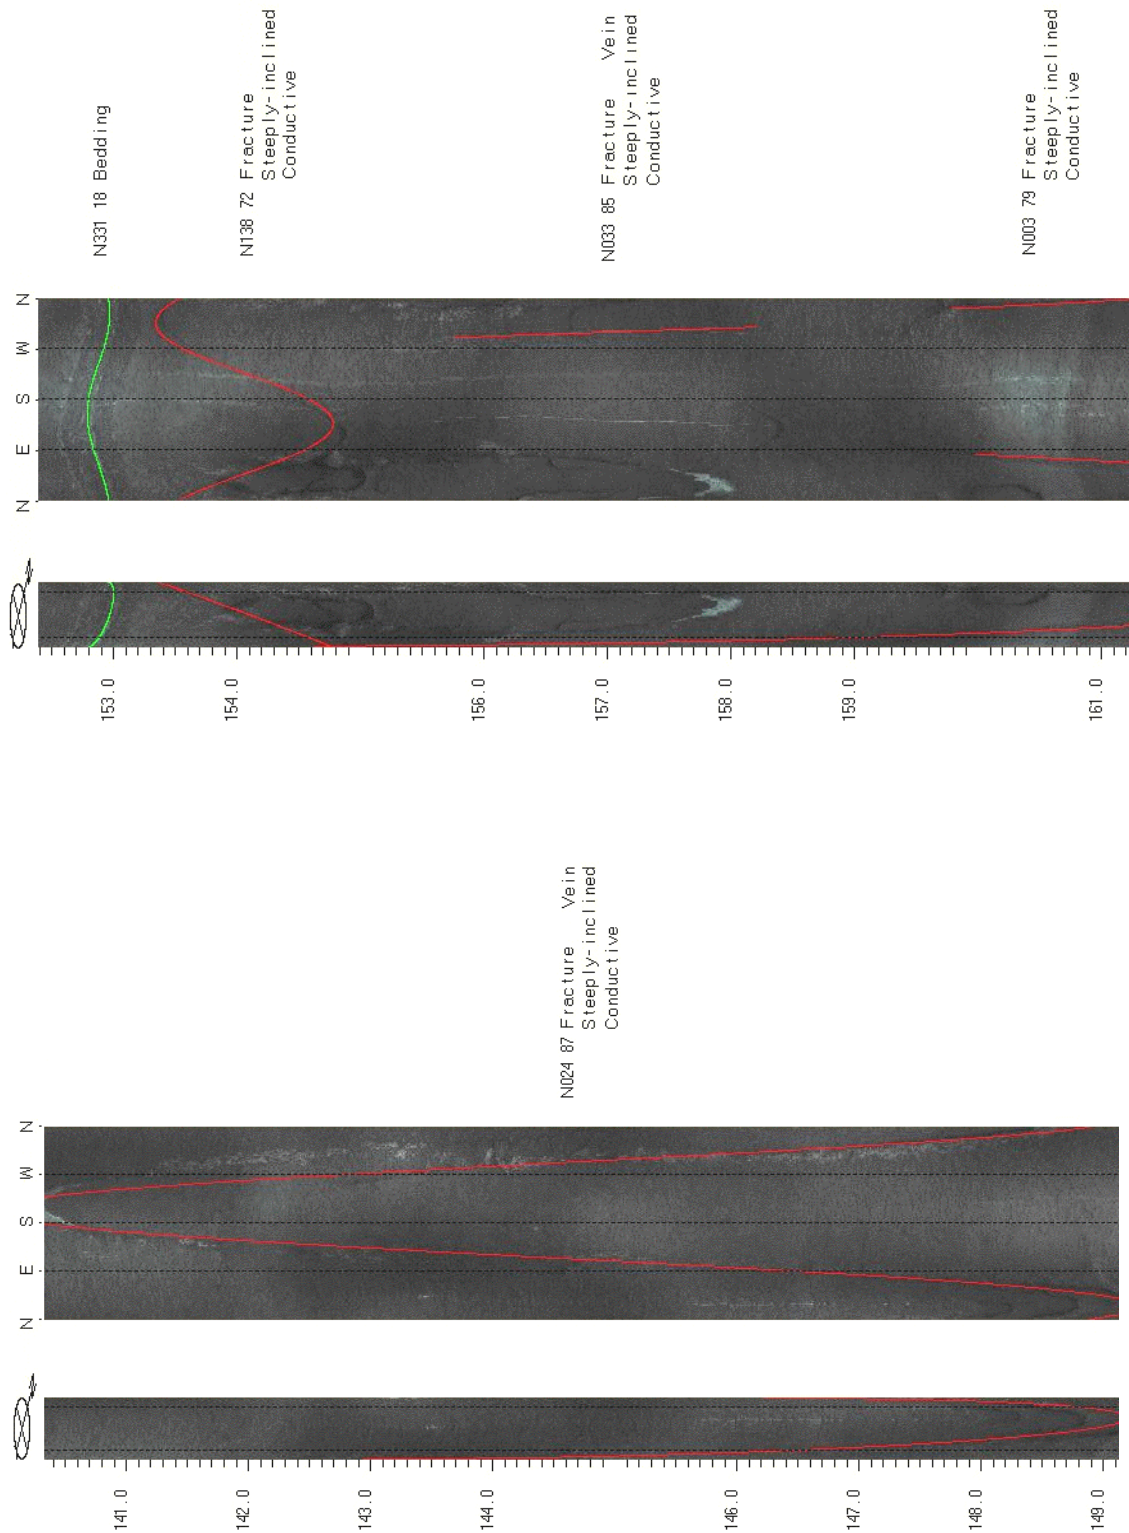 N331 18 Bedding
N138 72 Fracture
Steeply-inclined
Conductive
N033 85 Fracture Vein
Steeply-inclined
Conductive
N003 79 Fracture
Steeply-inclined
Conductive
N
W
S
E
N
153.0
154.0
156.0
157.0
158.0
159.0
161.0
N024 87 Fracture Vein
Steeply-inclined
Conductive
N
W
S
E
N
141.0
142.0
143.0
144.0
146.0
147.0
148.0
149.0